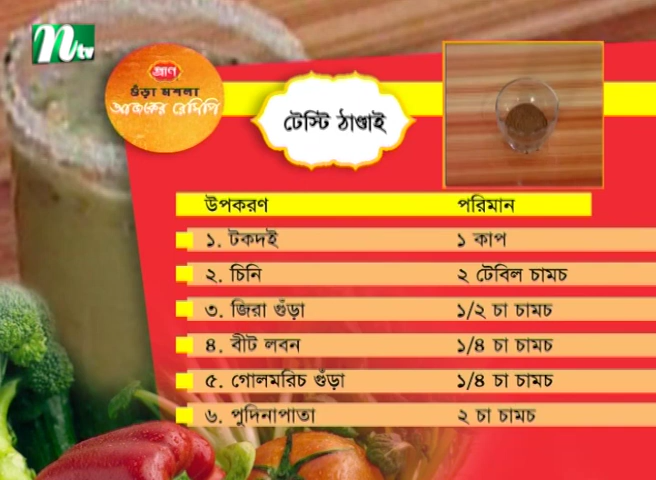 ntv
প্রাণ
গুঁড়া মশলা
আজকের রেসিপি
টেস্টি ঠাণ্ডাই
উপকরণ পরিমান
১. টকদই ১ কাপ
২. চিনি ২ টেবিল চামচ
৩. জিরা গুঁড়া ১/২ চা চামচ
৪. বীট লবন ১/৪ চা চামচ
৫. গোলমরিচ গুঁড়া ১/৪ চা চামচ
৬. পুদিনাপাতা ২ চা চামচ